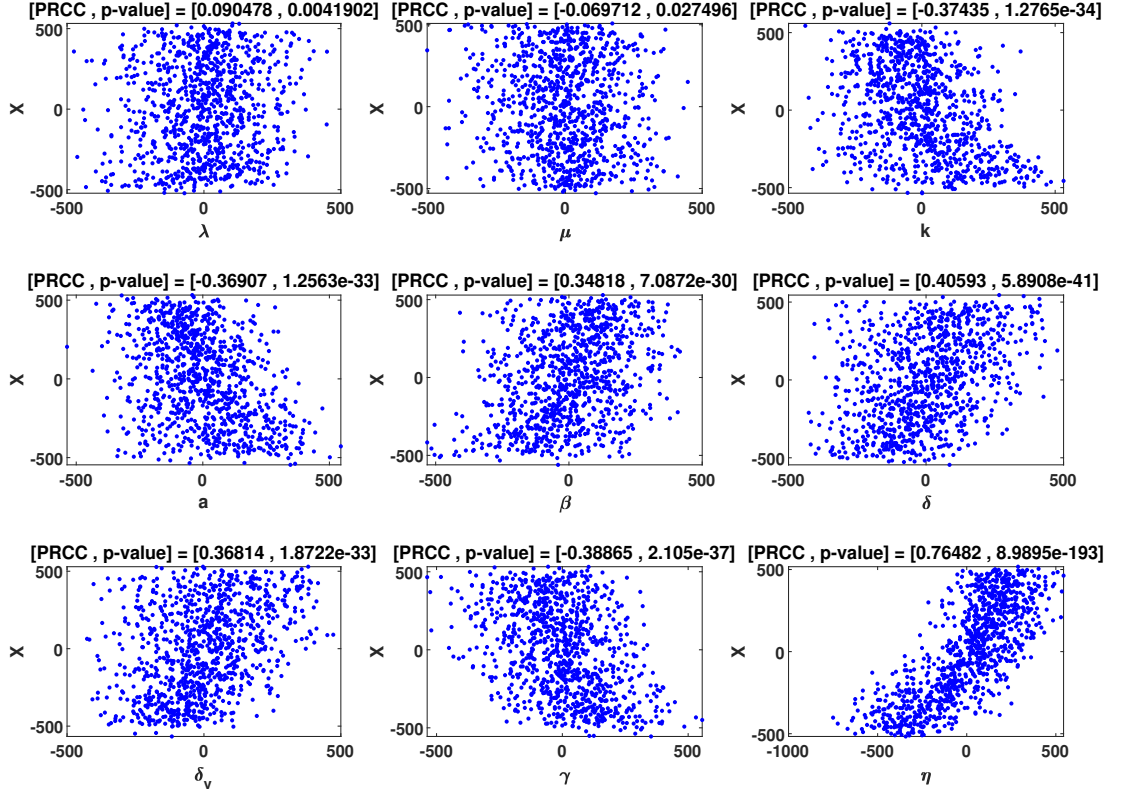 [PRCC , p-value] = [0.090478 , 0.0041902]
500
0
-500
X
-500 0 500
λ
[PRCC , p-value] = [-0.069712 , 0.027496]
500
0
-500
X
-500 0 500
μ
[PRCC , p-value] = [-0.37435 , 1.2765e-34]
500
0
-500
X
-500 0 500
k
[PRCC , p-value] = [-0.36907 , 1.2563e-33]
500
0
-500
X
-500 0 500
a
[PRCC , p-value] = [0.34818 , 7.0872e-30]
500
0
-500
X
-500 0 500
β
[PRCC , p-value] = [0.40593 , 5.8908e-41]
500
0
-500
X
-500 0 500
δ
[PRCC , p-value] = [0.36814 , 1.8722e-33]
500
0
-500
X
-500 0 500
δv
[PRCC , p-value] = [-0.38865 , 2.105e-37]
500
0
-500
X
-500 0 500
γ
[PRCC , p-value] = [0.76482 , 8.9895e-193]
500
0
-500
X
-1000 -500 0 500
η